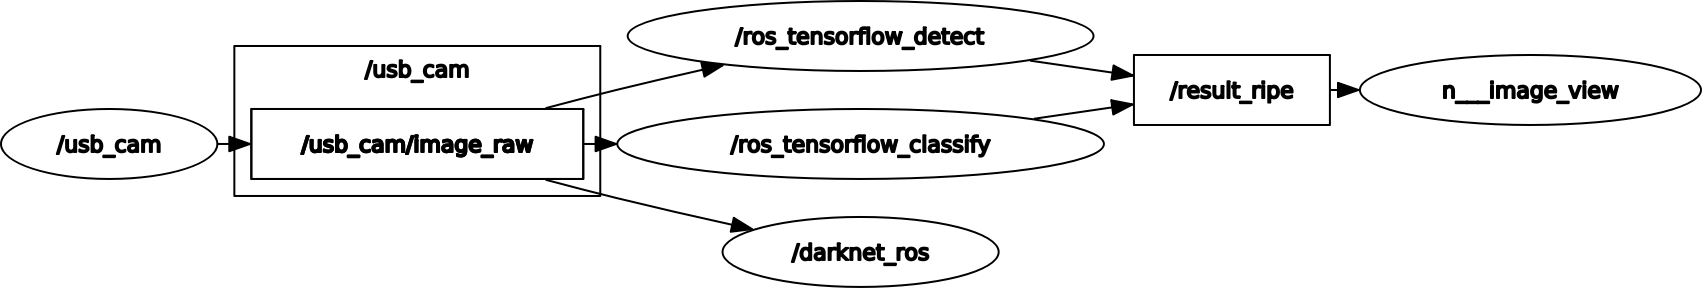 /usb_cam
/usb_cam
/usb_cam/image_raw
/ros_tensorflow_detect
/ros_tensorflow_classify
/darknet_ros
/result_ripe
n___image_view